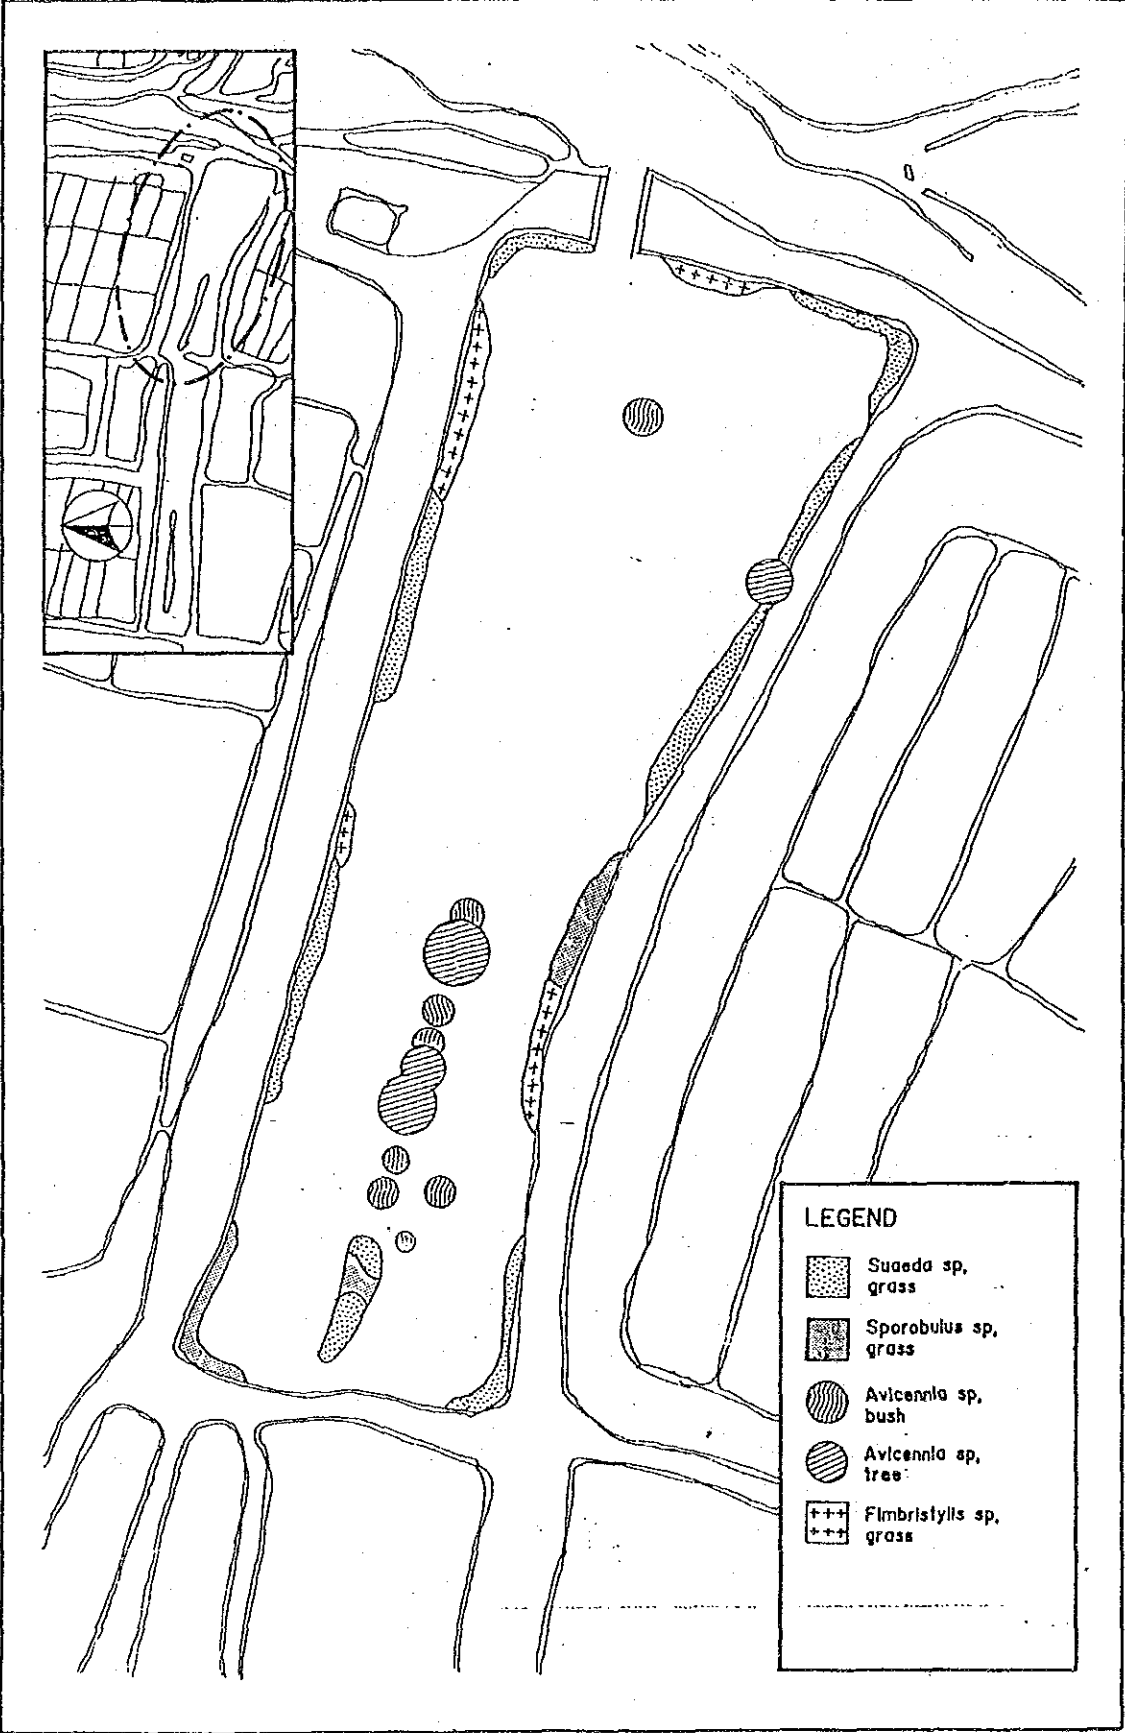 LEGEND
Suaeda sp,
grass
Sporobulus sp,
grass
Avicennia sp,
bush
Avicennia sp,
tree
Fimbristylis sp,
grass